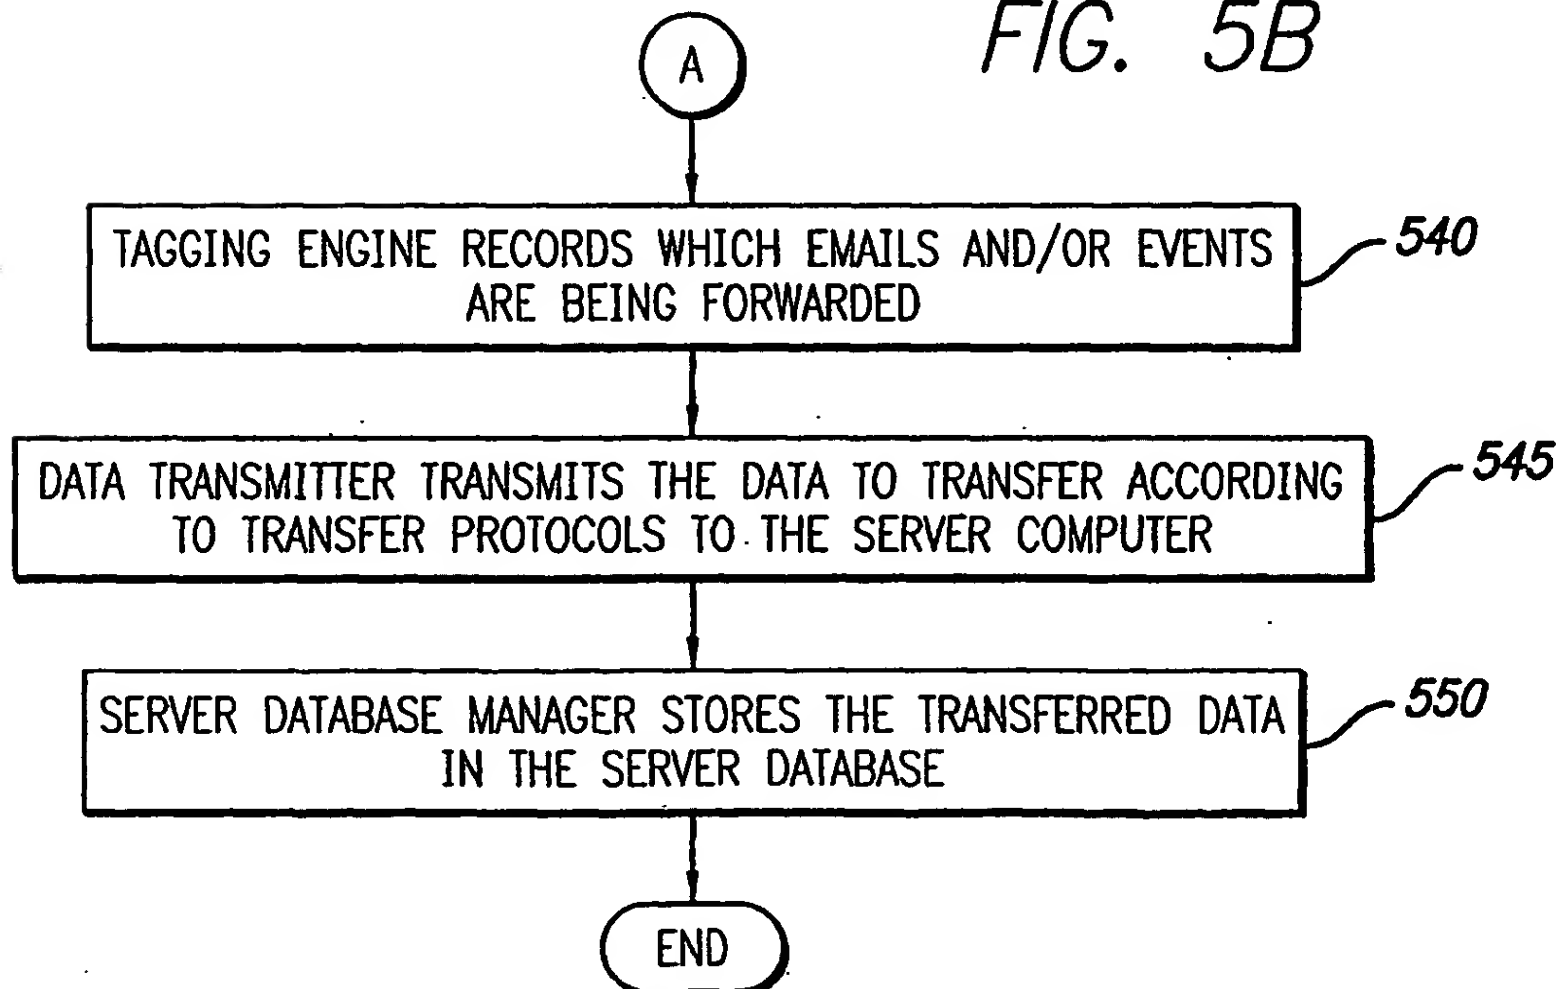 FIG. 5B
A
TAGGING ENGINE RECORDS WHICH EMAILS AND/OR EVENTS
ARE BEING FORWARDED
540
DATA TRANSMITTER TRANSMITS THE DATA TO TRANSFER ACCORDING
TO TRANSFER PROTOCOLS TO THE SERVER COMPUTER
545
SERVER DATABASE MANAGER STORES THE TRANSFERRED DATA
IN THE SERVER DATABASE
550
END